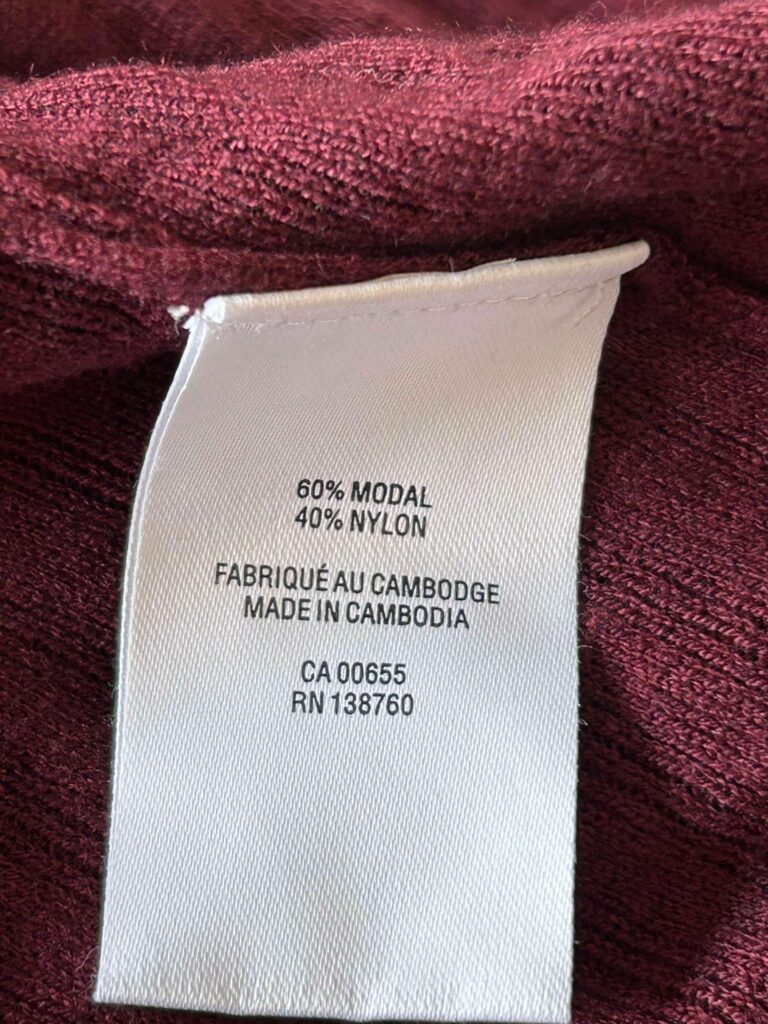 60% MODAL
40% NYLON
FABRIQUÉ AU CAMBODGE
MADE IN CAMBODIA
CA 00655
RN 138760